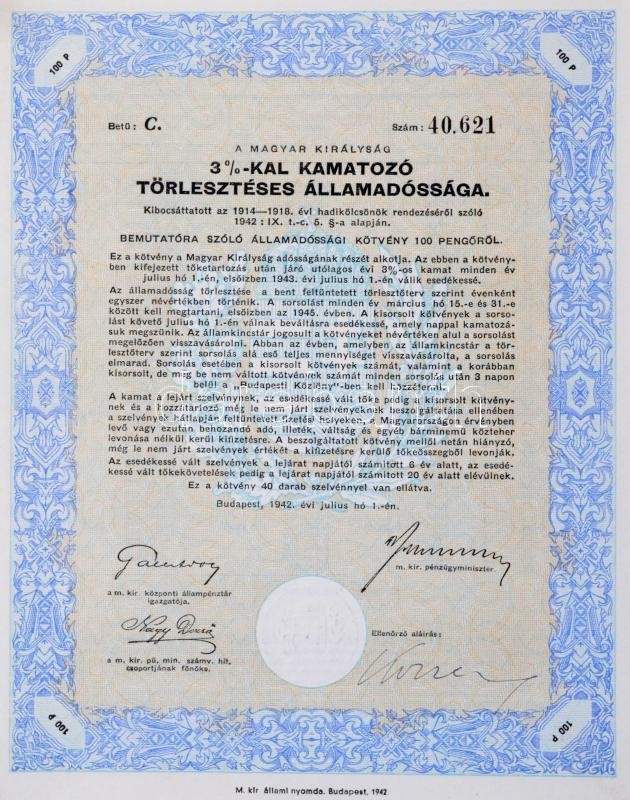 100 P
100 P
Betű: C.
Szám: 40.621
A MAGYAR KIRÁLYSÁG
3%-KAL KAMATOZÓ
TÖRLESZTÉSES ÁLLAMADÓSSÁGA.
Kibocsáttatott az 1914—1918. évi hadikölcsönök rendezéséről szóló
1942: IX. t.-c. 5. §-a alapján.
BEMUTATÓRA SZÓLÓ ÁLLAMADÓSSÁGI KÖTVÉNY 100 PENGŐRŐL.
Ez a kötvény a Magyar Királyság adósságának részét alkotja. Az ebben a kötvény-
ben kifejezett tőketartozás után járó utólagos évi 3%-os kamat minden év
julius hó 1.-én, elsőizben 1943. évi julius hó 1.-én válik esedékessé.
Az államadósság törlesztése a bent feltüntetett törlesztőterv szerint évenként
egyszer névértékben történik. A sorsolást minden év március hó 15.-e és 31.-e
között kell megtartani, elsőizben az 1945. évben. A kisorsolt kötvények a sorso-
lást követő julius hó 1.-én válnak beváltásra esedékessé, amely nappal kamatozá-
suk megszünik. Az államkincstár jogosult a kötvényeket névértéken alul a sorsolást
megelőzően visszavásárolni. Abban az évben, amelyben az államkincstár a tör-
lesztőterv szerint sorsolás alá eső teljes mennyiséget visszavásárolta, a sorsolás
elmarad. Sorsolás esetében a kisorsolt kötvények számát, valamint a korábban
kisorsolt, de még be nem váltott kötvények számát minden sorsolás után 3 napon
belől a „Budapesti Közlöny"-ben kell közzétenni.
A kamat a lejárt szelvénynek, az esedékessé vált tőke pedig a kisorsolt kötvény-
nek és a hozzátartozó még le nem járt szelvényeknek beszolgáltatása ellenében
a szelvények hátlapján feltüntetett fizetési helyeken, a Magyarországon érvényben
levő vagy ezután behozandó adó, illeték, váltság és egyéb bárminemű közteher
levonása nélkül kerül kifizetésre. A beszolgáltatott kötvény mellől netán hiányzó,
még le nem járt szelvények értékét a kifizetésre kerülő tőkeösszegből levonják.
Az esedékessé vált szelvények a lejárat napjától számított 6 év alatt, az esedé-
kessé vált tőkekövetelések pedig a lejárat napjától számított 20 év alatt elévülnek.
Ez a kötvény 40 darab szelvénnyel van ellátva.
Budapest, 1942. évi julius hó 1.-én.
a m. kir. központi állampénztár
igazgatója.
m. kir. pénzügyminiszter.
Nagy Dezső
a m. kir. pü. min. számv. hit.
csoportjának főnöke.
Ellenőrző aláírás:
100 P
100 P
M. kir állami nyomda. Budapest, 1942.